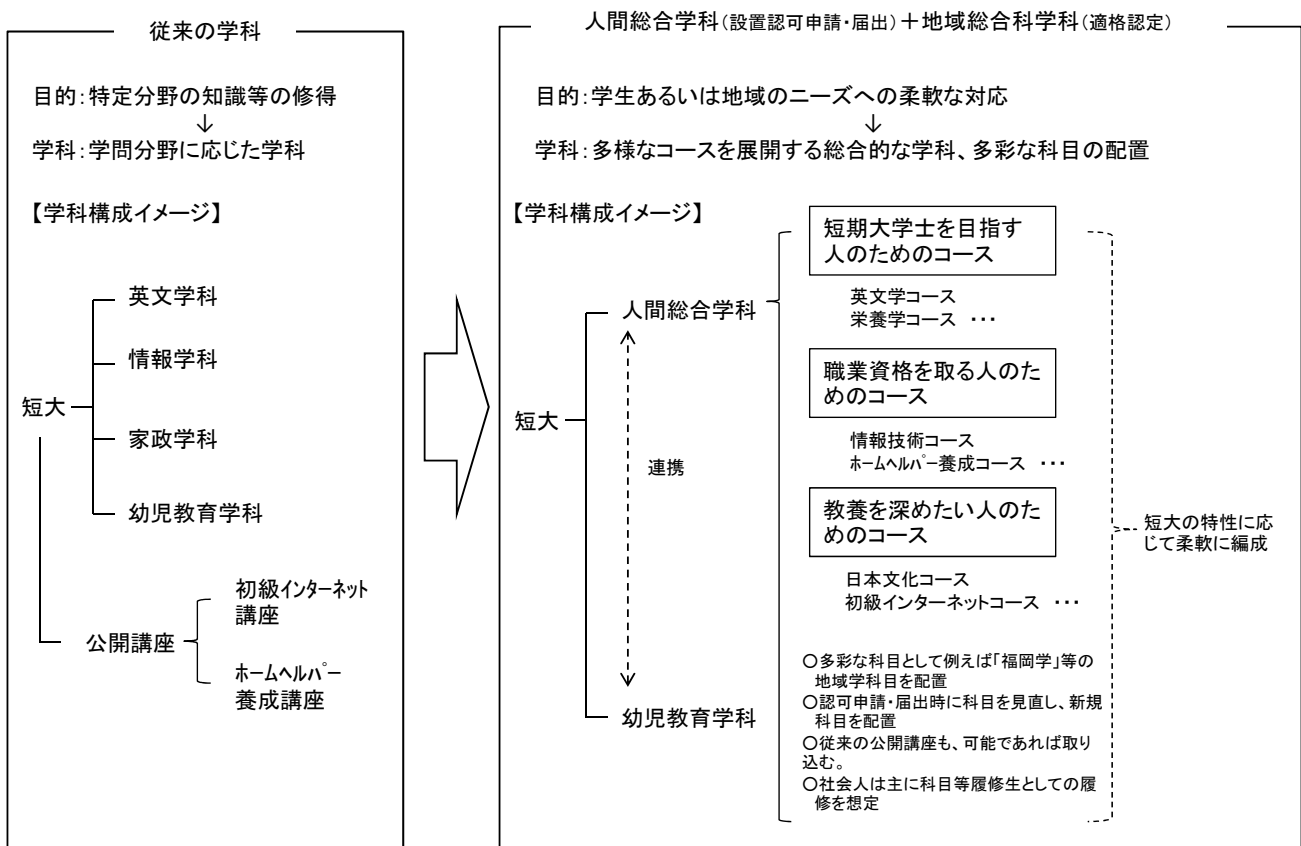 従来の学科
目的：特定分野の知識等の修得
↓
学科：学問分野に応じた学科
【学科構成イメージ】
短大
英文学科
情報学科
家政学科
幼児教育学科
公開講座
初級インターネット
講座
ホームヘルパー
養成講座
人間総合学科（設置認可申請・届出）＋地域総合科学科（適格認定）
目的：学生あるいは地域のニーズへの柔軟な対応
↓
学科：多様なコースを展開する総合的な学科、多彩な科目の配置
【学科構成イメージ】
短大
人間総合学科
連携
幼児教育学科
短期大学士を目指す
人のためのコース
英文学コース
栄養学コース ・・・
職業資格を取る人のた
めのコース
情報技術コース
ホームヘルパー養成コース ・・・
教養を深めたい人のた
めのコース
日本文化コース
初級インターネットコース ・・・
○多彩な科目として例えば「福岡学」等の
地域学科目を配置
○認可申請・届出時に科目を見直し、新規
科目を配置
○従来の公開講座も、可能であれば取り
込む。
○社会人は主に科目等履修生としての履
修を想定
短大の特性に応
じて柔軟に編成